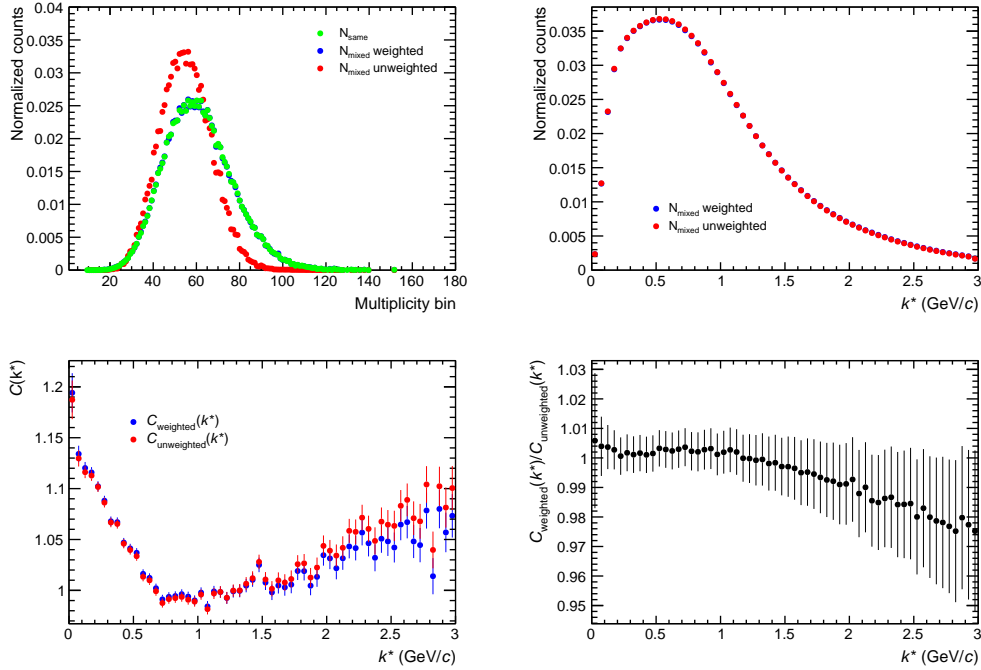 Normalized counts
0.04
0.035
0.03
0.025
0.02
0.015
0.01
0.005
0
N_same
N_mixed weighted
N_mixed unweighted
20 40 60 80 100 120 140 160 180
Multiplicity bin
Normalized counts
0.035
0.03
0.025
0.02
0.015
0.01
0.005
0
N_mixed weighted
N_mixed unweighted
0 0.5 1 1.5 2 2.5 3
k* (GeV/c)
C(k*)
1.2
1.15
1.1
1.05
1
C_weighted(k*)
C_unweighted(k*)
0 0.5 1 1.5 2 2.5 3
k* (GeV/c)
C_weighted(k*)/C_unweighted(k*)
1.03
1.02
1.01
1
0.99
0.98
0.97
0.96
0.95
0 0.5 1 1.5 2 2.5 3
k* (GeV/c)